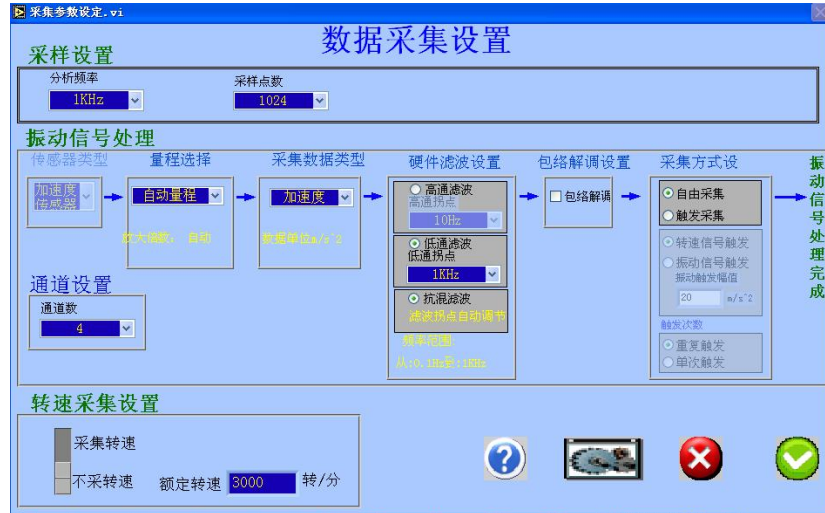 采集参数设定.vi
数据采集设置
采样设置
分析频率
1KHz
采样点数
1024
振动信号处理
传感器类型
加速度
传感器
量程选择
自动量程
放大倍数: 自动
采集数据类型
加速度
数据单位m/s^2
硬件滤波设置
高通滤波
高通拐点
10Hz
低通滤波
低通拐点
1KHz
抗混滤波
滤波拐点自动调节
频率范围
从:0.1Hz到:1KHz
包络解调设置
包络解调
采集方式设
自由采集
触发采集
转速信号触发
振动信号触发
振动触发幅值
20 m/s^2
触发次数
重复触发
单次触发
振动信号处理完成
通道设置
通道数
4
转速采集设置
采集转速
不采转速
额定转速 3000 转/分